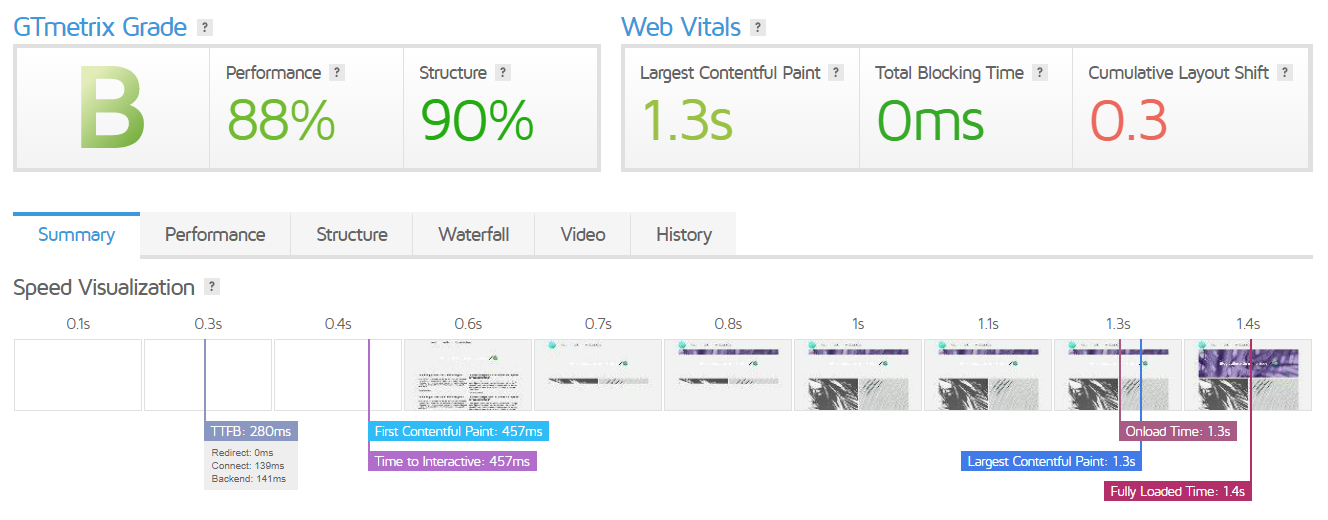 GTmetrix Grade ?
Web Vitals ?
B
Performance ?
88%
Structure ?
90%
Largest Contentful Paint ?
1.3s
Total Blocking Time ?
0ms
Cumulative Layout Shift ?
0.3
Summary Performance Structure Waterfall Video History
Speed Visualization ?
0.1s 0.3s 0.4s 0.6s 0.7s 0.8s 1s 1.1s 1.3s 1.4s
TTFB: 280ms
Redirect: 0ms
Connect: 139ms
Backend: 141ms
First Contentful Paint: 457ms
Time to Interactive: 457ms
Onload Time: 1.3s
Largest Contentful Paint: 1.3s
Fully Loaded Time: 1.4s